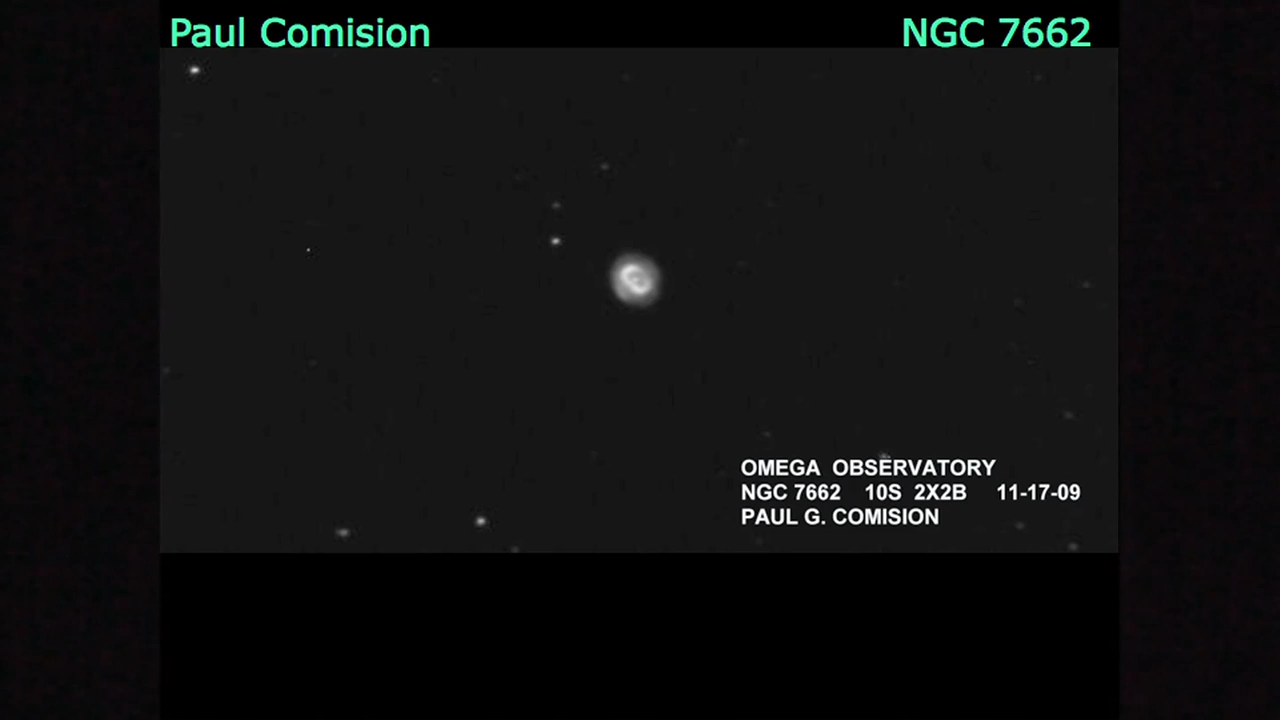 Paul Comision
NGC 7662
OMEGA OBSERVATORY
NGC 7662 10S 2X2B 11-17-09
PAUL G. COMISION